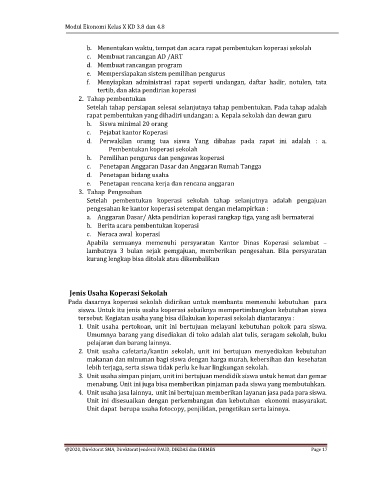 Modul Ekonomi Kelas X KD 3.8 dan 4.8
b. Menentukan waktu, tempat dan acara rapat pembentukan koperasi sekolah
c. Membuat rancangan AD /ART
d. Membuat rancangan program
e. Mempersiapakan sistem pemilihan pengurus
f. Menyiapkan administrasi rapat seperti undangan, daftar hadir, notulen, tata
tertib, dan akta pendirian koperasi
2. Tahap pembentukan
Setelah tahap persiapan selesai selanjutnya tahap pembentukan. Pada tahap adalah
rapat pembentukan yang dihadiri undangan: a. Kepala sekolah dan dewan guru
b. Siswa minimal 20 orang
c. Pejabat kantor Koperasi
d. Perwakilan orang tua siswa Yang dibahas pada rapat ini adalah : a.
Pembentukan koperasi sekolah
b. Pemilihan pengurus dan pengawas koperasi
c. Penetapan Anggaran Dasar dan Anggaran Rumah Tangga
d. Penetapan bidang usaha
e. Penetapan rencana kerja dan rencana anggaran
3. Tahap Pengesahan
Setelah pembentukan koperasi sekolah tahap selanjutnya adalah pengajuan
pengesahan ke kantor koperasi setempat dengan melampirkan :
a. Anggaran Dasar/ Akta pendirian koperasi rangkap tiga, yang asli bermaterai
b. Berita acara pembentukan koperasi
c. Neraca awal koperasi
Apabila semuanya memenuhi persyaratan Kantor Dinas Koperasi selambat –
lambatnya 3 bulan sejak pengajuan, memberikan pengesahan. Bila persyaratan
kurang lengkap bisa ditolak atau dikembalikan
Jenis Usaha Koperasi Sekolah
Pada dasarnya koperasi sekolah didirikan untuk membantu memenuhi kebutuhan para
siswa. Untuk itu jenis usaha koperasi sebaiknya mempertimbangkan kebutuhan siswa
tersebut. Kegiatan usaha yang bisa dilakukan koperasi sekolah diantaranya :
1. Unit usaha pertokoan, unit ini bertujuan melayani kebutuhan pokok para siswa.
Umumnya barang yang disediakan di toko adalah alat tulis, seragam sekolah, buku
pelajaran dan barang lainnya.
2. Unit usaha cafetaria/kantin sekolah, unit ini bertujuan menyediakan kebutuhan
makanan dan minuman bagi siswa dengan harga murah, kebersihan dan kesehatan
lebih terjaga, serta siswa tidak perlu ke luar lingkungan sekolah.
3. Unit usaha simpan pinjam, unit ini bertujuan mendidik siswa untuk hemat dan gemar
menabung. Unit ini juga bisa memberikan pinjaman pada siswa yang membutuhkan.
4. Unit usaha jasa lainnya, unit ini bertujuan memberikan layanan jasa pada para siswa.
Unit ini disesuaikan dengan perkembangan dan kebutuhan ekonomi masyarakat.
Unit dapat berupa usaha fotocopy, penjilidan, pengetikan serta lainnya.
@2020, Direktorat SMA, Direktorat Jenderal PAUD, DIKDAS dan DIKMEN Page 17